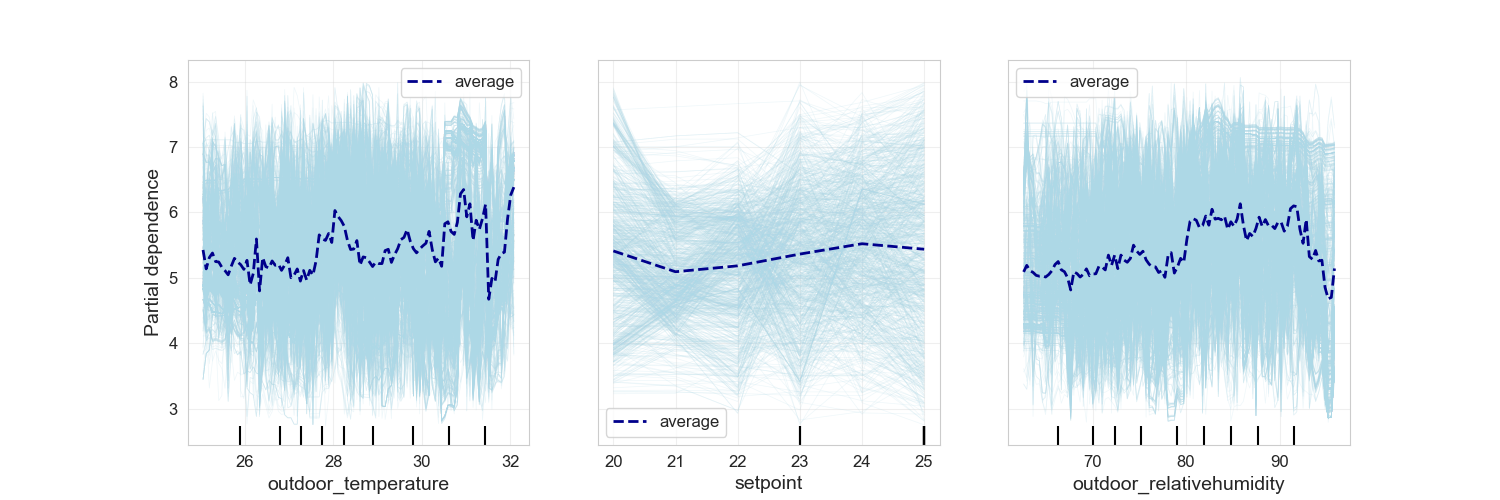 Partial dependence
8
7
6
5
4
3
average
26
28
30
32
outdoor_temperature
average
20
21
22
23
24
25
setpoint
average
70
80
90
outdoor_relativehumidity